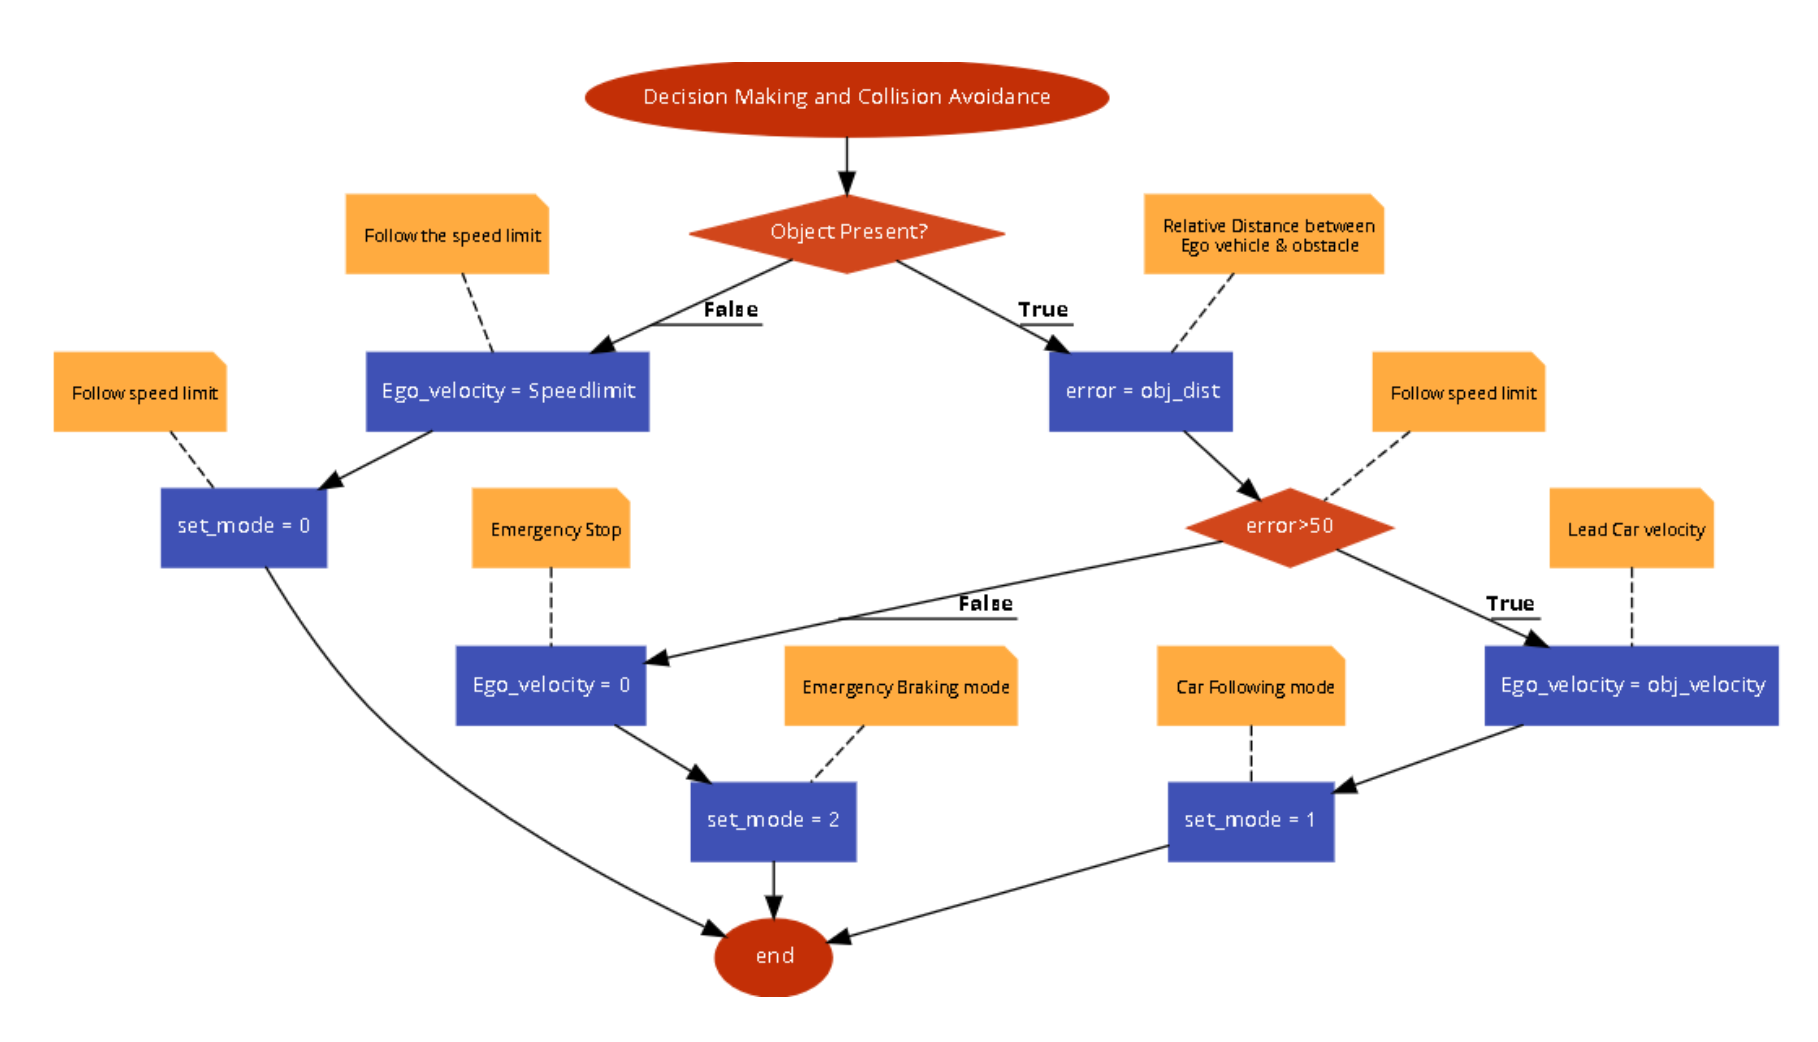 Decision Making and Collision Avoidance
Follow the speed limit
Object Present?
Relative Distance between
Ego vehicle & obstacle
False
True
Follow speed limit
Ego_velocity = Speedlimit
error = obj_dist
Follow speed limit
set_mode = 0
Emergency Stop
error>50
Lead Car velocity
False
True
Ego_velocity = 0
Emergency Braking mode
Car Following mode
Ego_velocity = obj_velocity
set_mode = 2
set_mode = 1
end